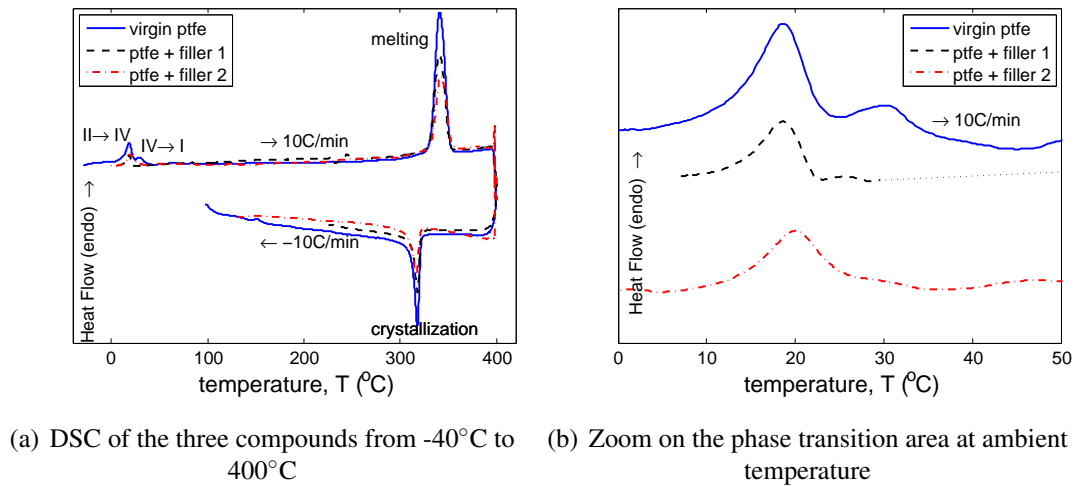 virgin ptfe
ptfe + filler 1
ptfe + filler 2
melting
II→ IV
IV→ I
→ 10C/min
← −10C/min
crystallization
Heat Flow (endo) →
0 100 200 300 400
temperature, T (°C)
virgin ptfe
ptfe + filler 1
ptfe + filler 2
→ 10C/min
Heat Flow (endo) →
0 10 20 30 40 50
temperature, T (°C)
(a) DSC of the three compounds from -40°C to
400°C
(b) Zoom on the phase transition area at ambient
temperature